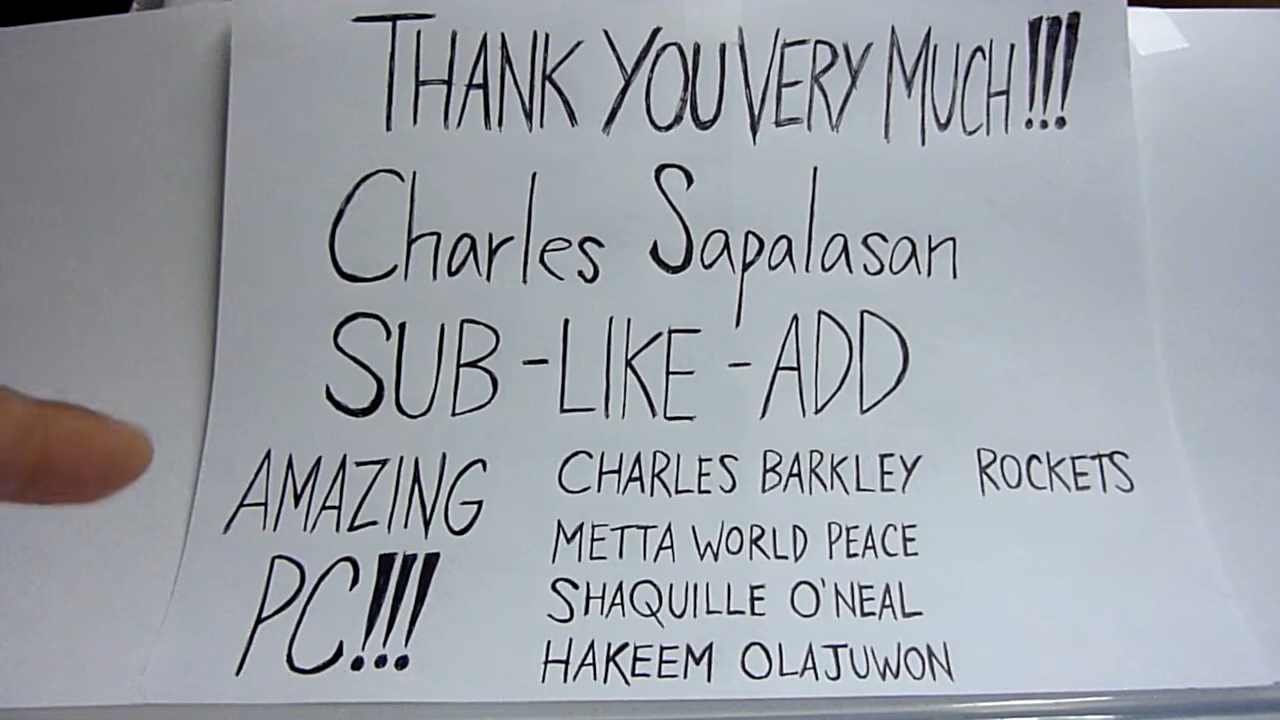 THANK YOU VERY MUCH!!!
Charles Sapalasan
SUB-LIKE-ADD
AMAZING
PC!!!
CHARLES BARKLEY ROCKETS
METTA WORLD PEACE
SHAQUILLE O'NEAL
HAKEEM OLAJUWON